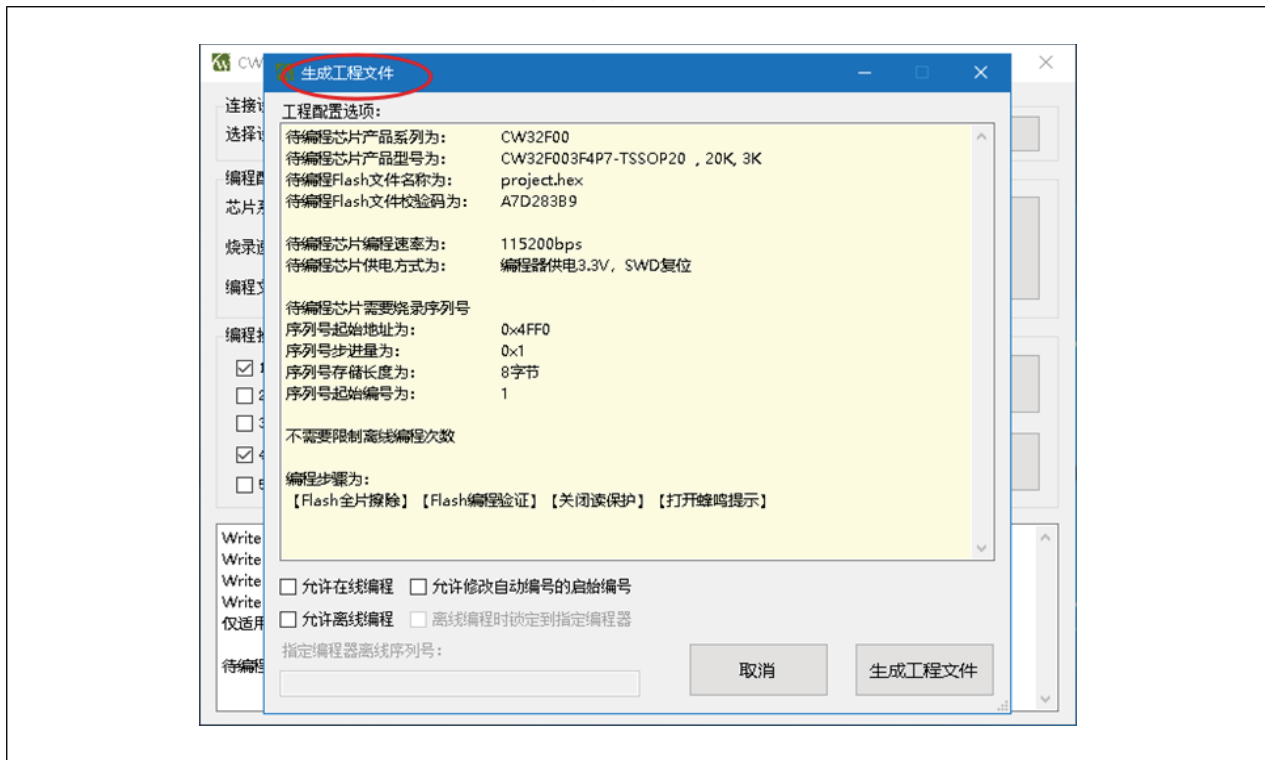 CW
生成工程文件
连接
工程配置选项:
选择
待编程芯片产品系列为: CW32F00
待编程芯片产品型号为: CW32F003F4P7-TSSOP20 , 20K, 3K
待编程Flash文件名称为: project.hex
待编程Flash文件校验码为: A7D283B9
待编程芯片编程速率为: 115200bps
待编程芯片供电方式为: 编程器供电3.3V, SWD复位
待编程芯片需要烧录序列号
序列号起始地址为: 0x4FF0
序列号步进量为: 0x1
序列号存储长度为: 8字节
序列号起始编号为: 1
不需要限制离线编程次数
编程步骤为:
【Flash全片擦除】【Flash编程验证】【关闭读保护】【打开蜂鸣提示】
编程
芯片
烧录
编程
编程
1
2
3
4
5
Write
Write
Write
Write
仅适用
待编程
允许在线编程 允许修改自动编号的启始编号
允许离线编程 离线编程时锁定到指定编程器
指定编程器离线序列号:
取消 生成工程文件